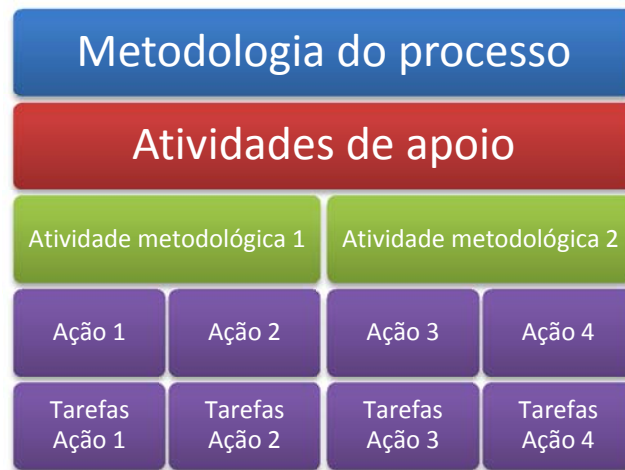 Metodologia do processo
Atividades de apoio
Atividade metodológica 1
Atividade metodológica 2
Ação 1
Ação 2
Ação 3
Ação 4
Tarefas
Ação 1
Tarefas
Ação 2
Tarefas
Ação 3
Tarefas
Ação 4